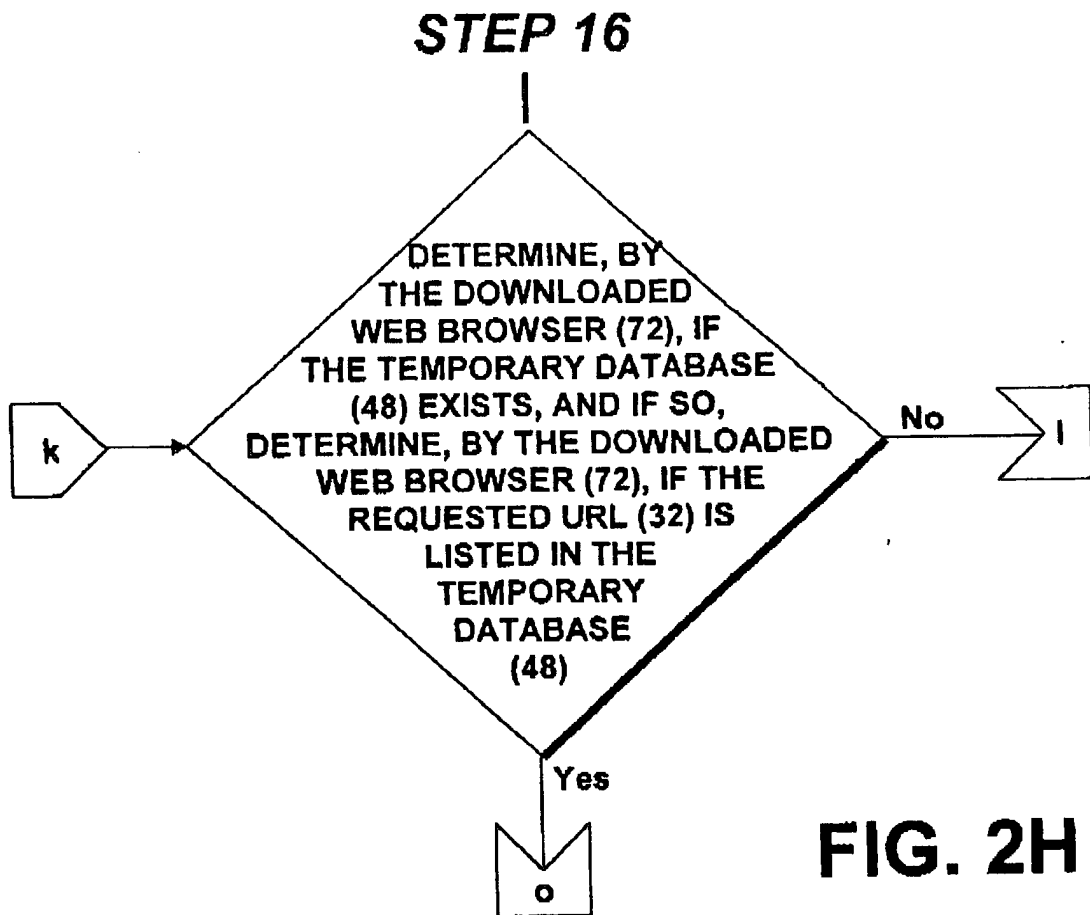 STEP 16
DETERMINE, BY
THE DOWNLOADED
WEB BROWSER (72), IF
THE TEMPORARY DATABASE
(48) EXISTS, AND IF SO,
DETERMINE, BY THE DOWNLOADED
WEB BROWSER (72), IF THE
REQUESTED URL (32) IS
LISTED IN THE
TEMPORARY
DATABASE
(48)
k
No
l
Yes
o
FIG. 2H